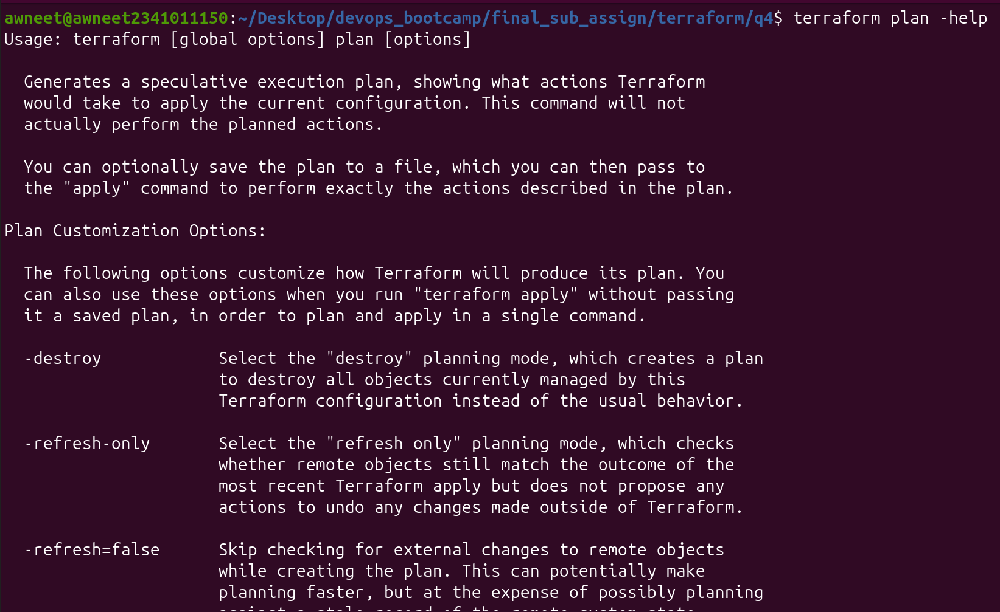 awneet@awneet2341011150:~/Desktop/devops_bootcamp/final_sub_assign/terraform/q4$ terraform plan -help
Usage: terraform [global options] plan [options]

  Generates a speculative execution plan, showing what actions Terraform
  would take to apply the current configuration. This command will not
  actually perform the planned actions.

  You can optionally save the plan to a file, which you can then pass to
  the "apply" command to perform exactly the actions described in the plan.

Plan Customization Options:

  The following options customize how Terraform will produce its plan. You
  can also use these options when you run "terraform apply" without passing
  it a saved plan, in order to plan and apply in a single command.

  -destroy            Select the "destroy" planning mode, which creates a plan
                      to destroy all objects currently managed by this
                      Terraform configuration instead of the usual behavior.

  -refresh-only       Select the "refresh only" planning mode, which checks
                      whether remote objects still match the outcome of the
                      most recent Terraform apply but does not propose any
                      actions to undo any changes made outside of Terraform.

  -refresh=false      Skip checking for external changes to remote objects
                      while creating the plan. This can potentially make
                      planning faster, but at the expense of possibly planning
                      against a stale record of the remote system state